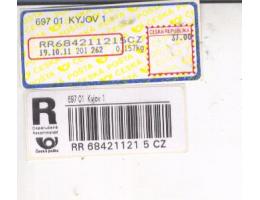 697 01 KYJOV 1
RR684211215CZ
19.10.11 201 262 0,157kg
ČESKÁ REPUBLIKA
37.00
R
697 01 Kyjov 1
Doporučeně
Recommandé
Česká pošta
RR 68421121 5 CZ